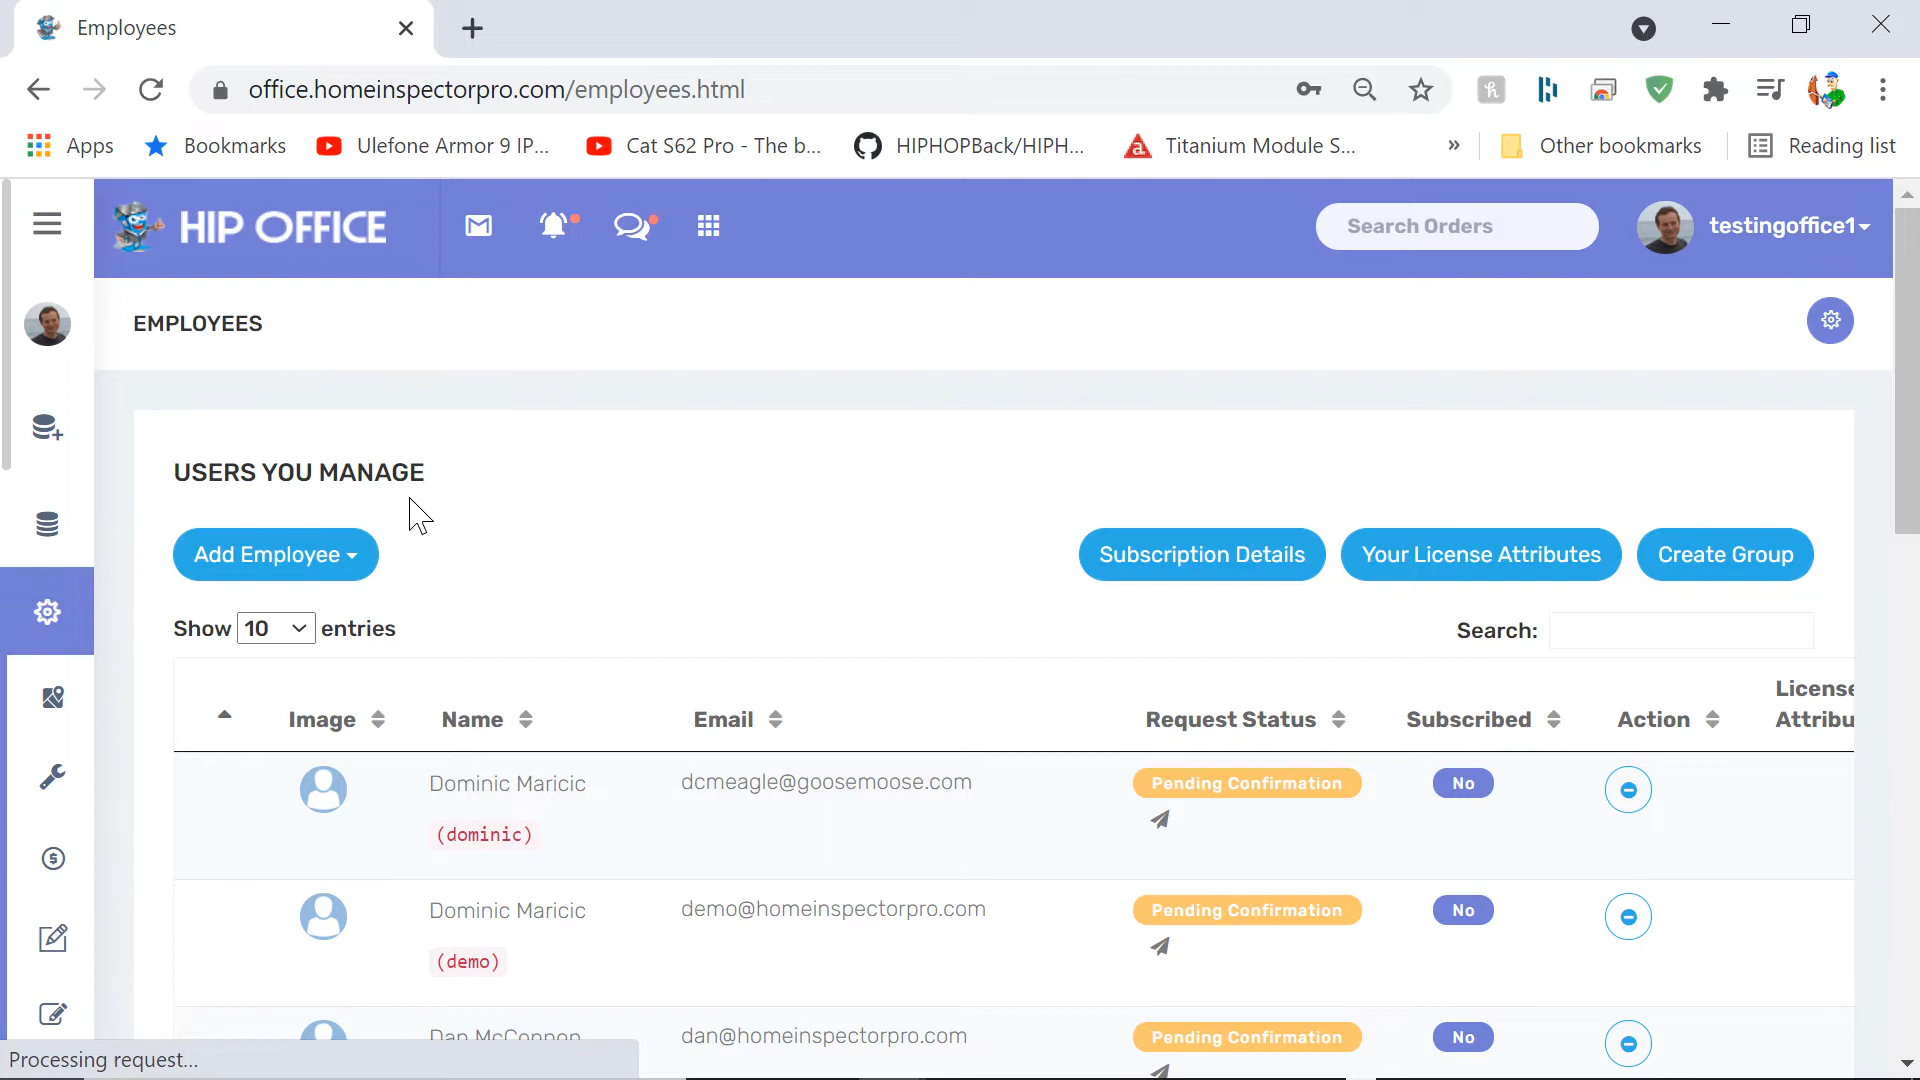 Employees
office.homeinspectorpro.com/employees.html
Apps
Bookmarks
Ulefone Armor 9 IP...
Cat S62 Pro - The b...
HIPHOPBack/HIPH...
Titanium Module S...
»
Other bookmarks
Reading list
HIP OFFICE
Search Orders
testingoffice1
EMPLOYEES
USERS YOU MANAGE
Add Employee
Subscription Details
Your License Attributes
Create Group
Show 10 entries
Search:
Image
Name
Email
Request Status
Subscribed
Action
License
Attribu
Dominic Maricic
dcmeagle@goosemoose.com
Pending Confirmation
No
(dominic)
Dominic Maricic
demo@homeinspectorpro.com
Pending Confirmation
No
(demo)
Dan McConnon
dan@homeinspectorpro.com
Pending Confirmation
No
Processing request...